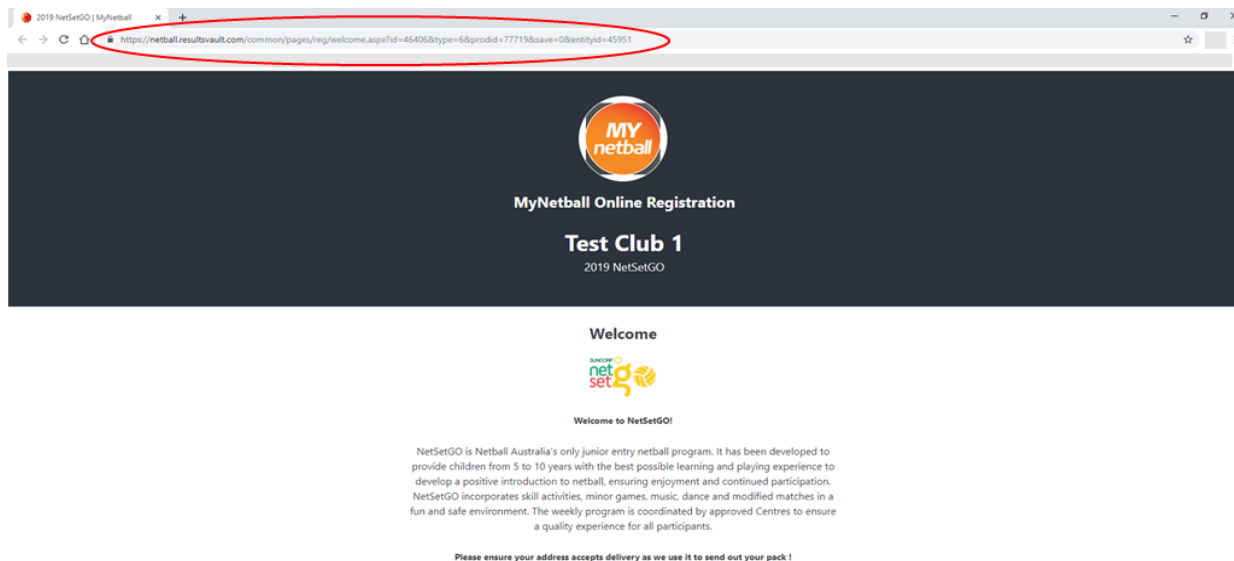 2019 NetSetGO | MyNetball
https://netball.resultsvault.com/common/pages/reg/welcome.aspx?id=46406&type=6&prodid=77719&save=0&entityid=45951
MY
netball
MyNetball Online Registration
Test Club 1
2019 NetSetGO
Welcome
SUNCORP
net
set go
Welcome to NetSetGO!
NetSetGO is Netball Australia's only junior entry netball program. It has been developed to
provide children from 5 to 10 years with the best possible learning and playing experience to
develop a positive introduction to netball, ensuring enjoyment and continued participation.
NetSetGO incorporates skill activities, minor games, music, dance and modified matches in a
fun and safe environment. The weekly program is coordinated by approved Centres to ensure
a quality experience for all participants.
Please ensure your address accepts delivery as we use it to send out your pack !